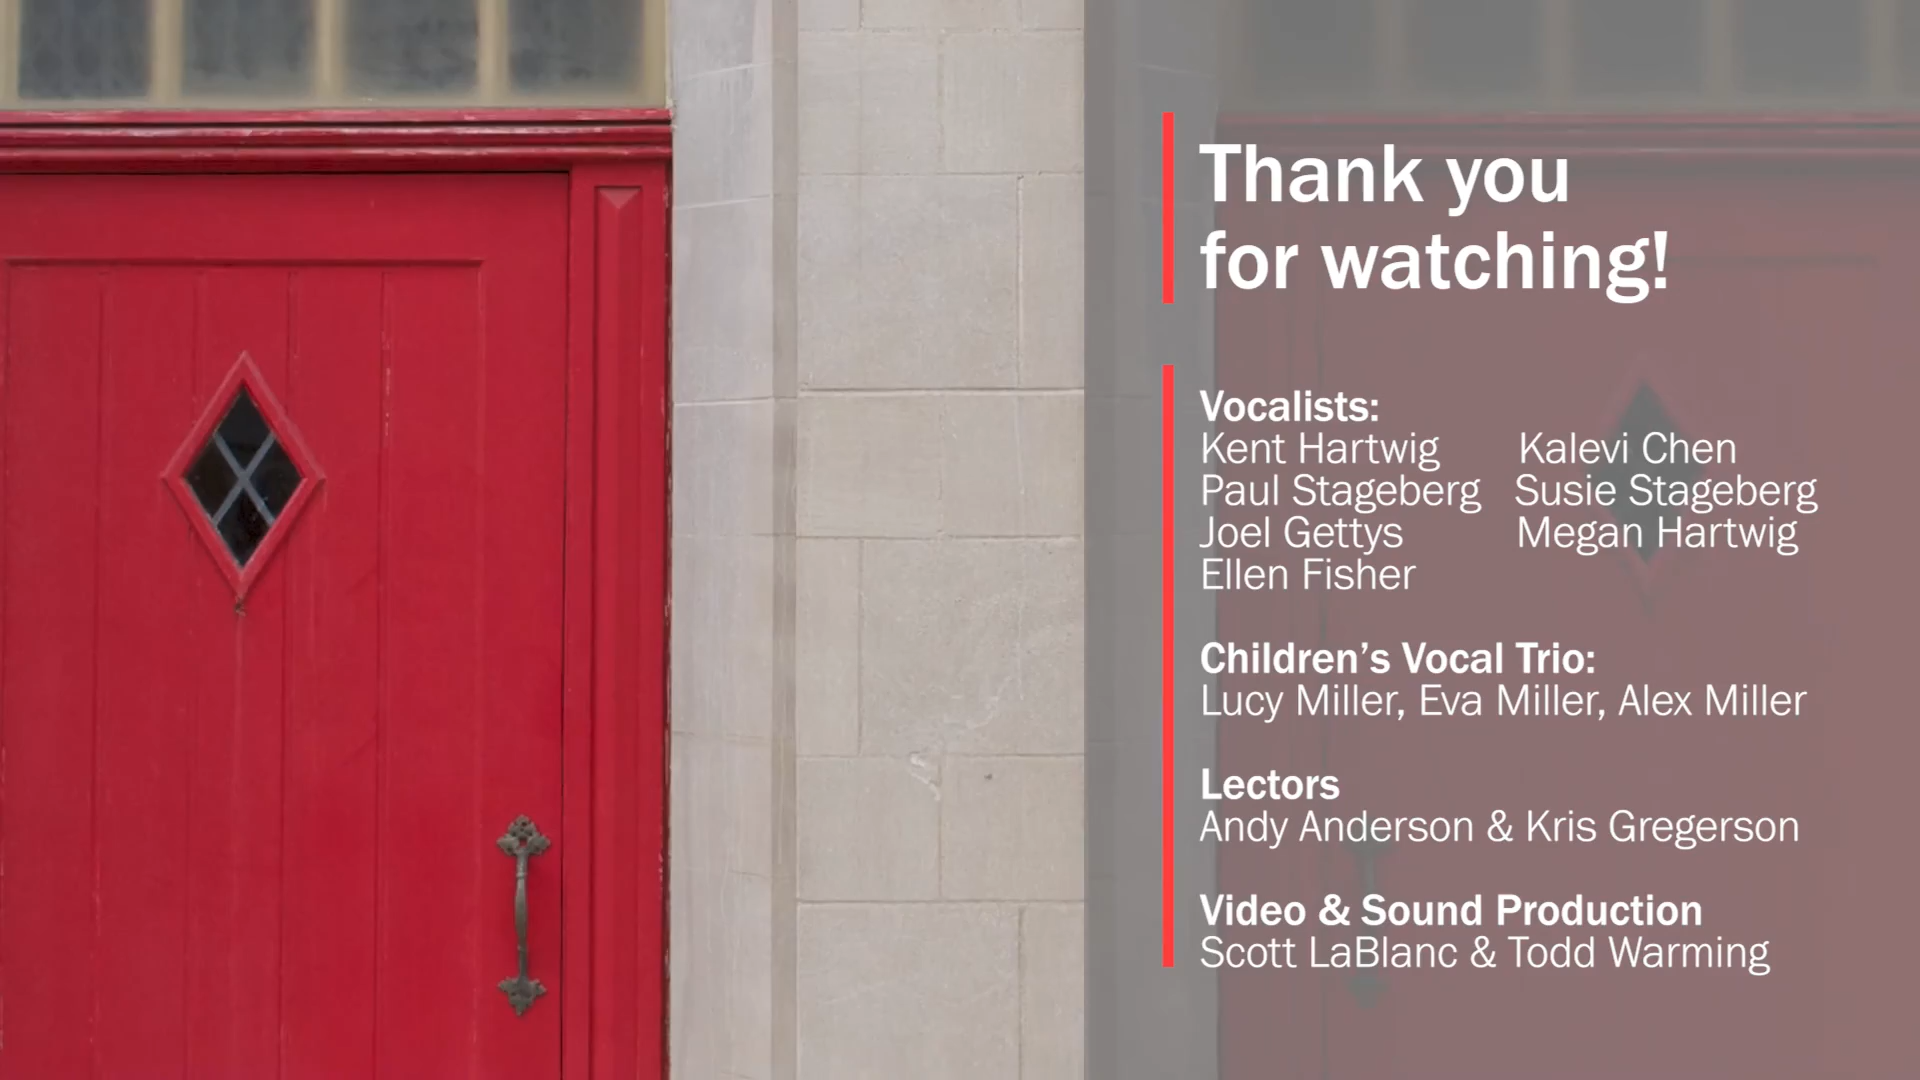 Thank you
for watching!
Vocalists:
Kent Hartwig Kalevi Chen
Paul Stageberg Susie Stageberg
Joel Gettys Megan Hartwig
Ellen Fisher
Children’s Vocal Trio:
Lucy Miller, Eva Miller, Alex Miller
Lectors
Andy Anderson & Kris Gregerson
Video & Sound Production
Scott LaBlanc & Todd Warming